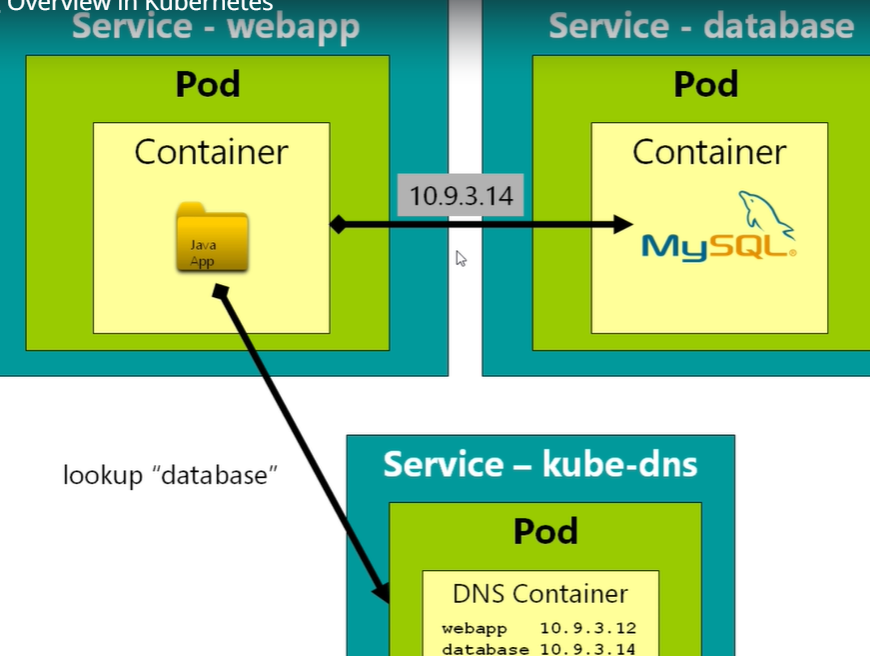 Overview in Kubernetes
Service - webapp
Pod
Container
Java
App
10.9.3.14
Service - database
Pod
Container
MySQL®
lookup “database”
Service – kube-dns
Pod
DNS Container
webapp 10.9.3.12
database 10.9.3.14